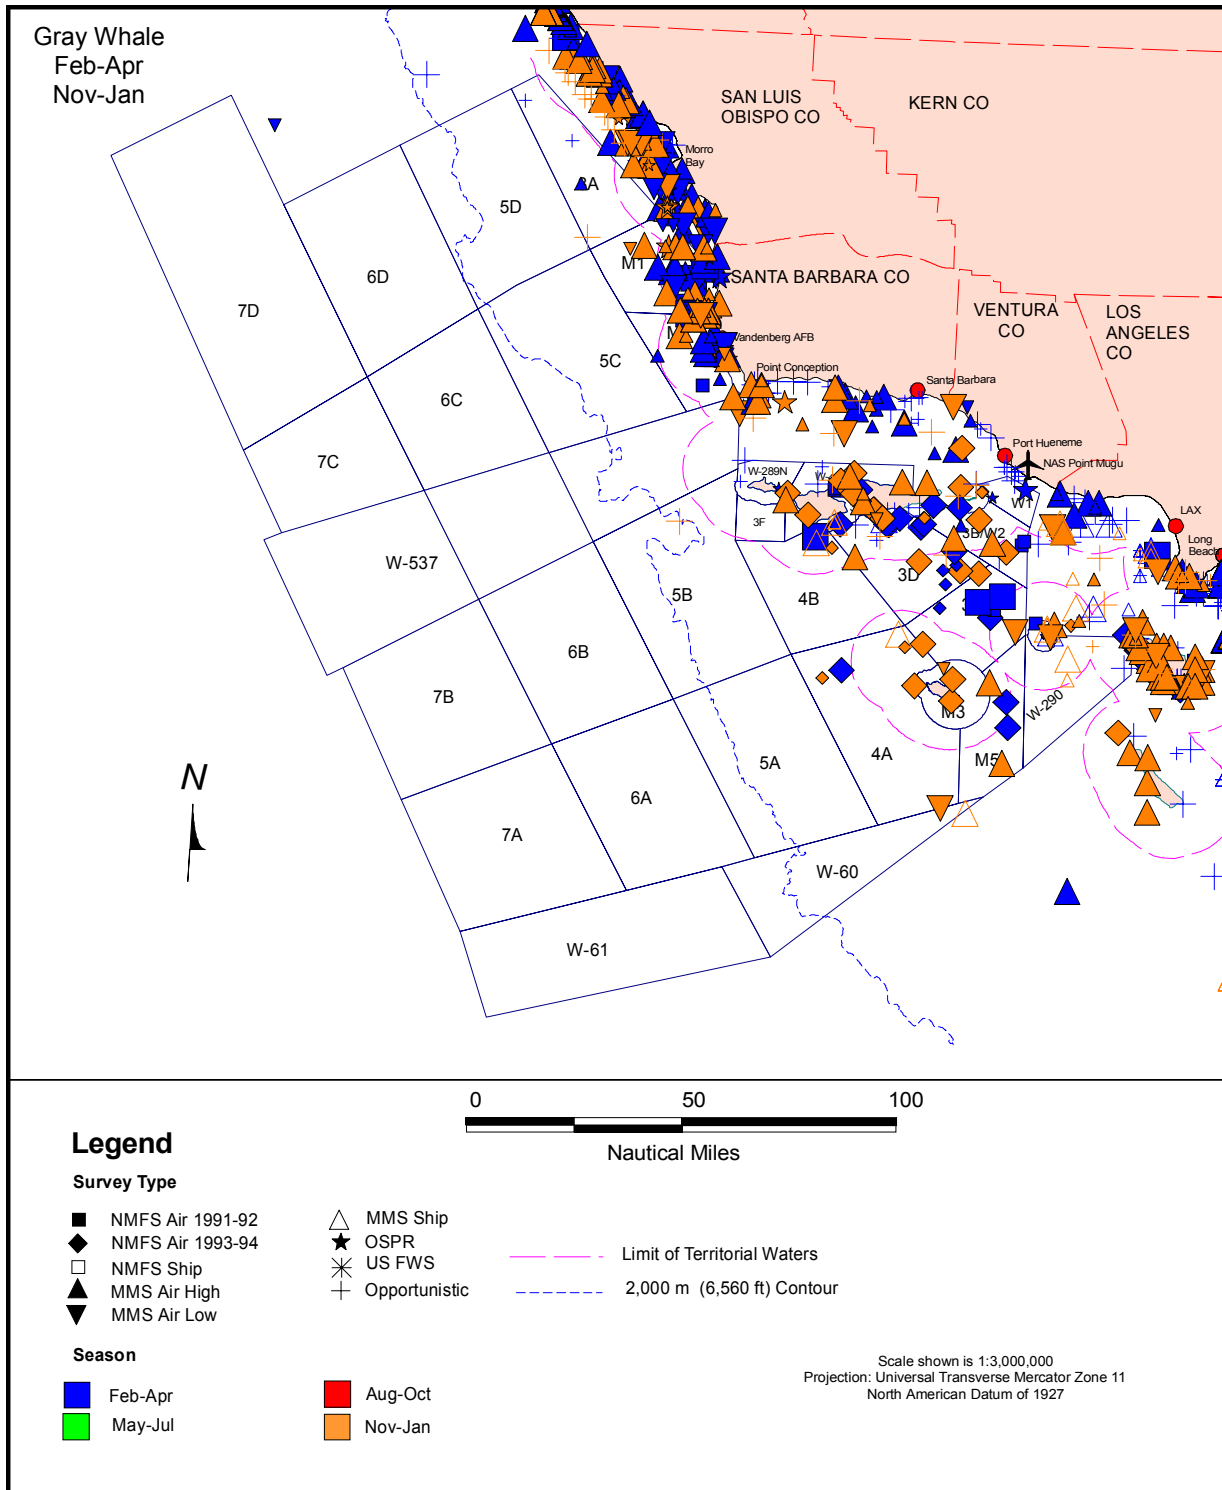 Gray Whale
Feb-Apr
Nov-Jan
SAN LUIS
OBISPO CO
KERN CO
Morro
Bay
5D
3A
6D
M1
SANTA BARBARA CO
7D
VENTURA
CO
LOS
ANGELES
CO
Vandenberg AFB
5C
Point Conception
Santa Barbara
6C
Port Hueneme
NAS Point Mugu
7C
W-289N
W1
LAX
3F
3B/W2
Long
Beach
W-537
3D
5B
4B
6B
7B
M3
W-290
4A
M5
5A
N
6A
7A
W-60
W-61
0 50 100
Nautical Miles
Legend
Survey Type
NMFS Air 1991-92
NMFS Air 1993-94
NMFS Ship
MMS Air High
MMS Air Low
MMS Ship
OSPR
US FWS
Opportunistic
Limit of Territorial Waters
2,000 m (6,560 ft) Contour
Season
Feb-Apr
May-Jul
Aug-Oct
Nov-Jan
Scale shown is 1:3,000,000
Projection: Universal Transverse Mercator Zone 11
North American Datum of 1927